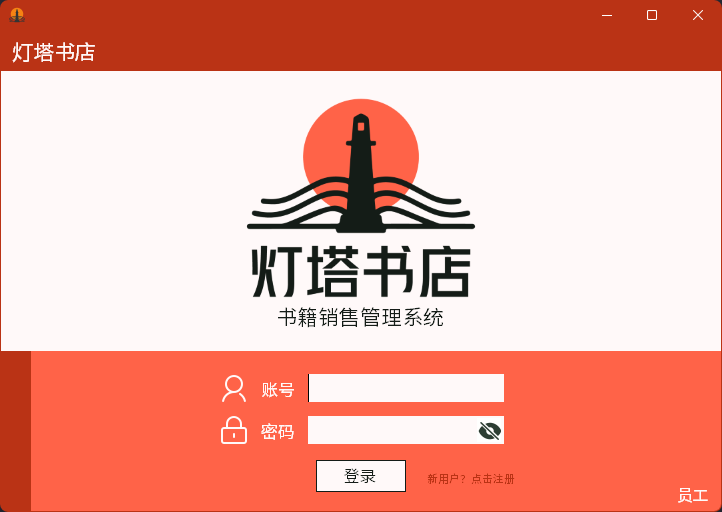 灯塔书店
灯塔书店
书籍销售管理系统
账号
密码
登录
新用户？点击注册
员工